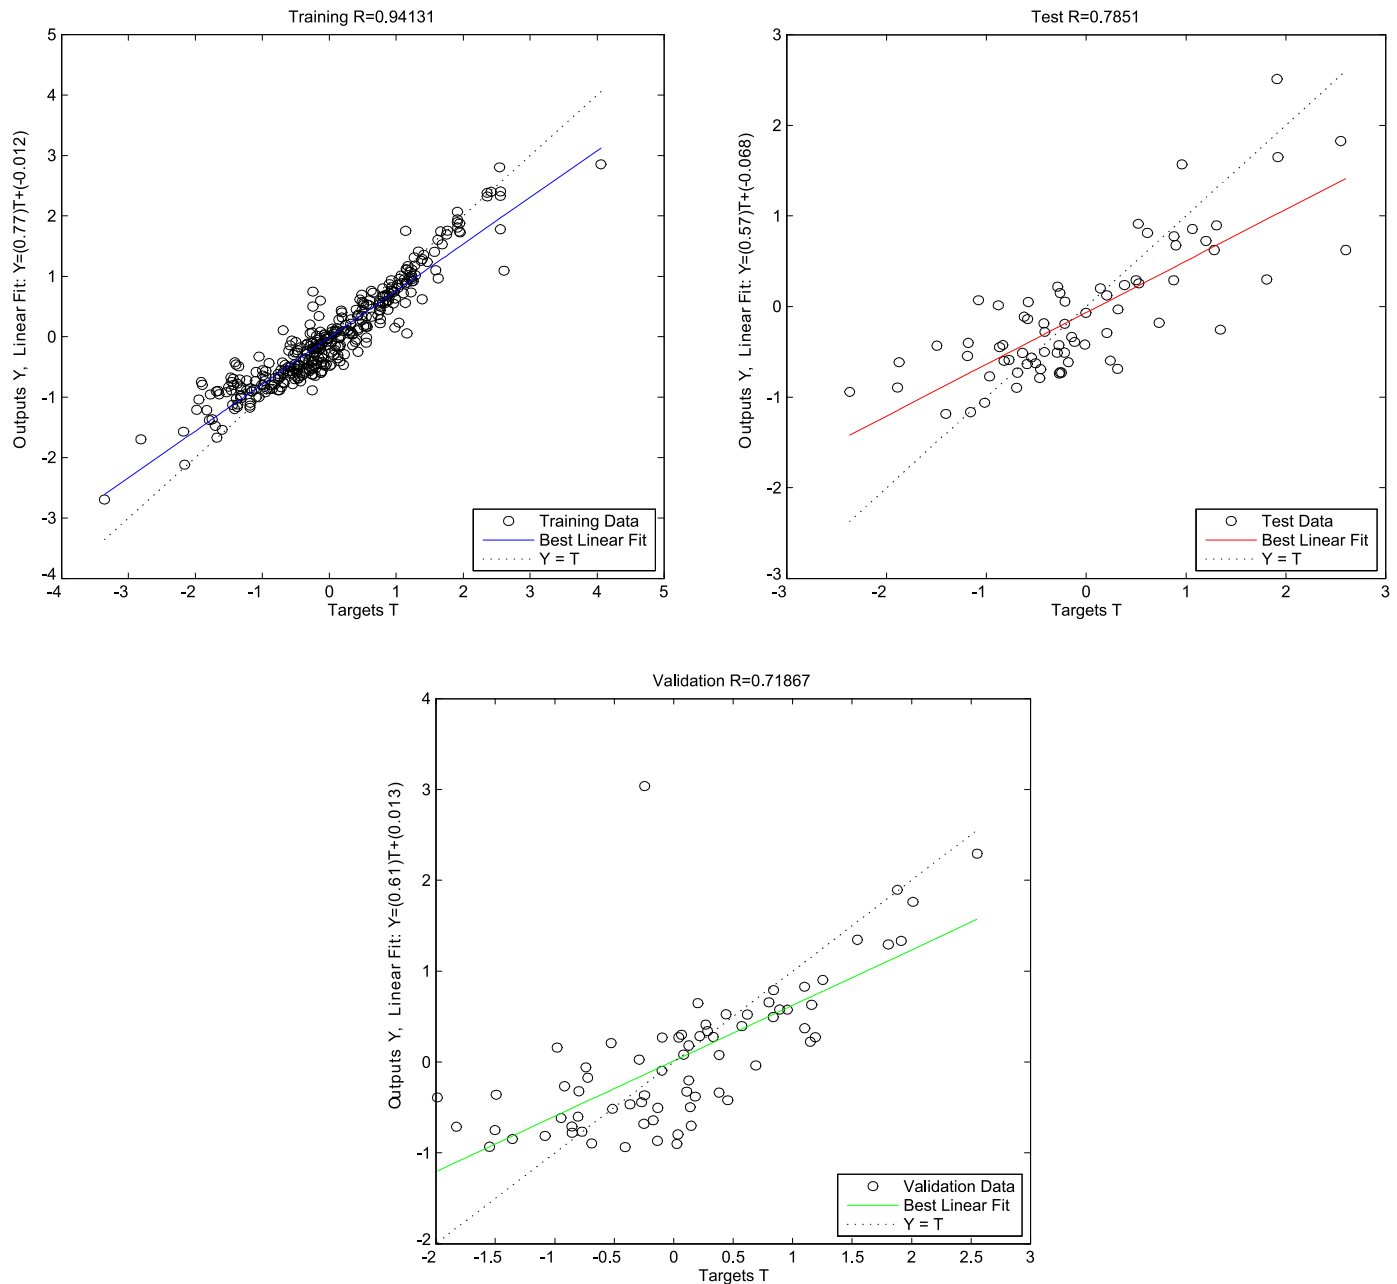 Training R=0.94131
5
4
3
2
1
0
-1
-2
-3
-4
-4
-3
-2
-1
0
1
2
3
4
5
Outputs Y, Linear Fit: Y=(0.77)T+(-0.012)
Targets T
Training Data
Best Linear Fit
Y = T
Test R=0.7851
3
2
1
0
-1
-2
-3
-3
-2
-1
0
1
2
3
Outputs Y, Linear Fit: Y=(0.57)T+(-0.068)
Targets T
Test Data
Best Linear Fit
Y = T
Validation R=0.71867
4
3
2
1
0
-1
-2
-2
-1.5
-1
-0.5
0
0.5
1
1.5
2
2.5
3
Outputs Y, Linear Fit: Y=(0.61)T+(0.013)
Targets T
Validation Data
Best Linear Fit
Y = T